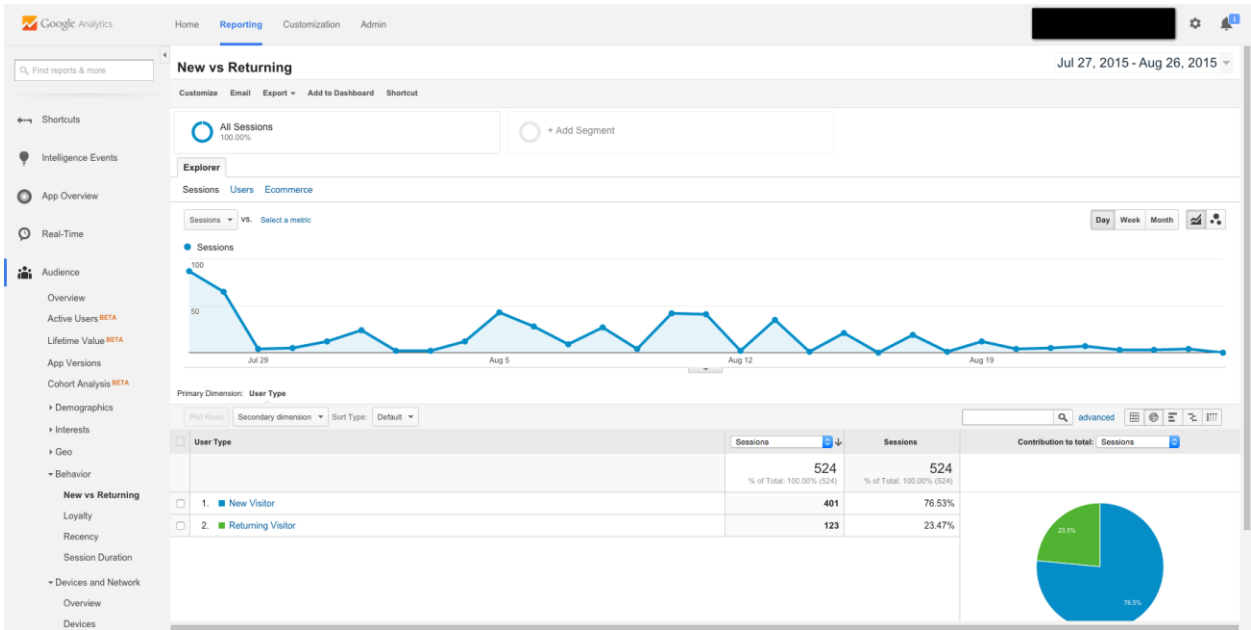 Google Analytics Home Reporting Customization Admin 1
Find reports & more
New vs Returning Jul 27, 2015 - Aug 26, 2015
Customize Email Export Add to Dashboard Shortcut
Shortcuts
Intelligence Events
App Overview
Real-Time
Audience
Overview
Active Users BETA
Lifetime Value BETA
App Versions
Cohort Analysis BETA
Demographics
Interests
Geo
Behavior
New vs Returning
Loyalty
Recency
Session Duration
Devices and Network
Overview
Devices
All Sessions
100.00%
+ Add Segment
Explorer
Sessions Users Ecommerce
Sessions VS. Select a metric Day Week Month
Sessions
100
50
Jul 29 Aug 5 Aug 12 Aug 19
Primary Dimension: User Type
Plot Rows Secondary dimension Sort Type: Default advanced
User Type Sessions Sessions Contribution to total: Sessions
524 524
% of Total: 100.00% (524) % of Total: 100.00% (524)
1. New Visitor 401 76.53%
2. Returning Visitor 123 23.47%
23.5%
76.5%